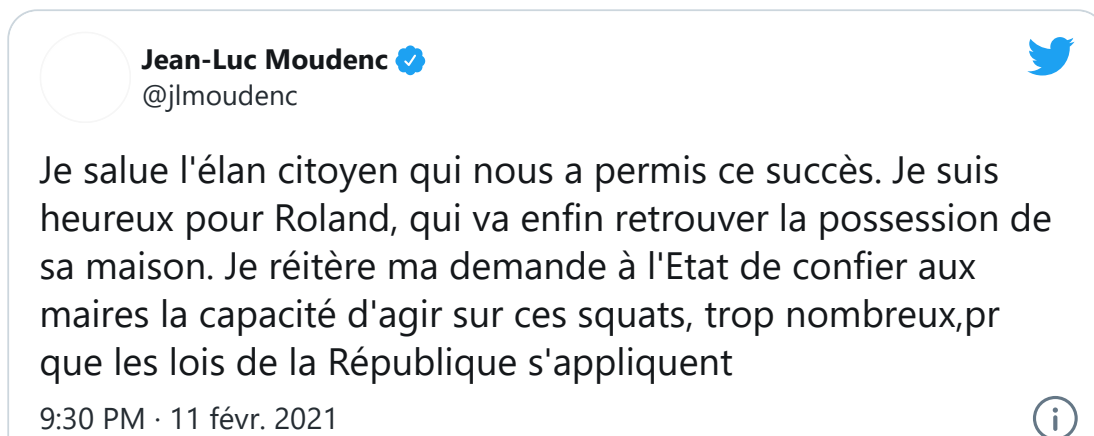 Jean-Luc Moudenc
@jlmoudenc
Je salue l'élan citoyen qui nous a permis ce succès. Je suis
heureux pour Roland, qui va enfin retrouver la possession de
sa maison. Je réitère ma demande à l'Etat de confier aux
maires la capacité d'agir sur ces squats, trop nombreux,pr
que les lois de la République s'appliquent
9:30 PM · 11 févr. 2021